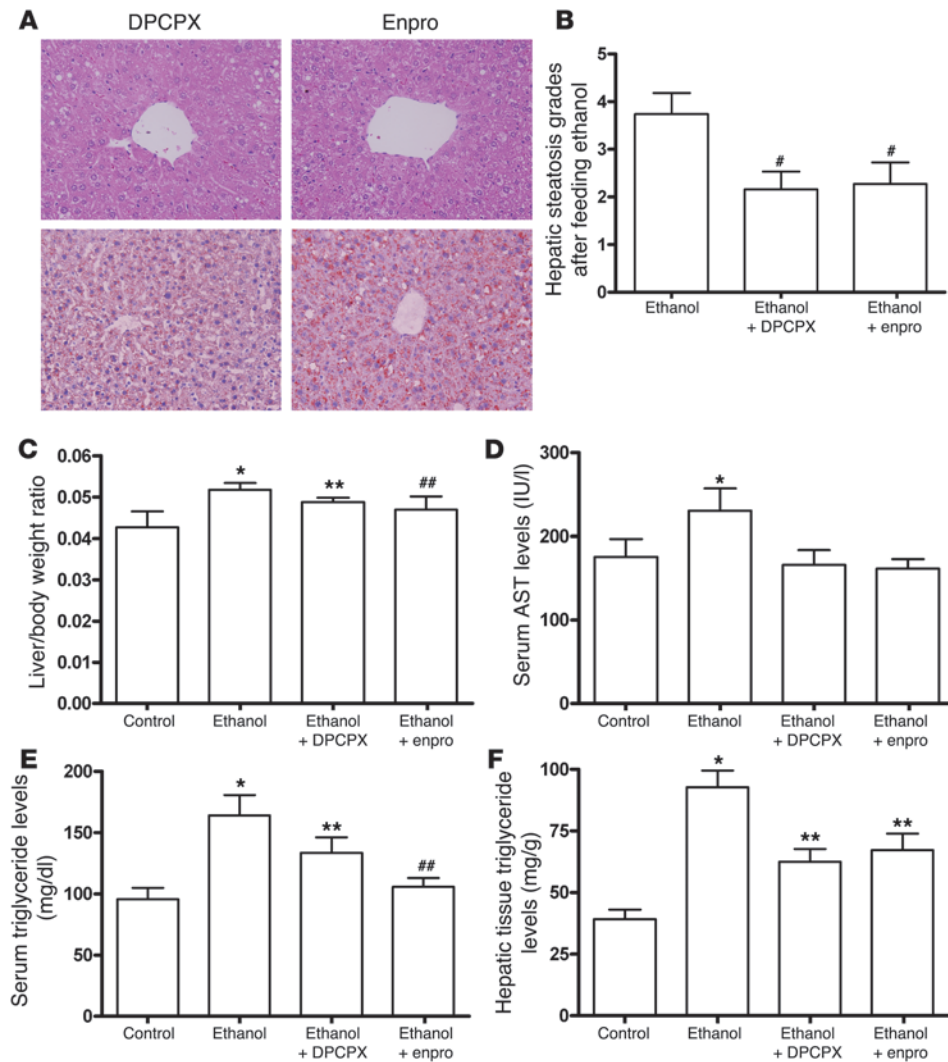 A
DPCPX
Enpro
B
Hepatic steatosis grades
after feeding ethanol
5
4
3
2
1
0
#
#
Ethanol
Ethanol
+ DPCPX
Ethanol
+ enpro
C
Liver/body weight ratio
0.06
0.05
0.04
0.03
0.02
0.01
0.00
*
**
##
Control
Ethanol
Ethanol
+ DPCPX
Ethanol
+ enpro
D
Serum AST levels (IU/l)
300
200
100
0
*
Control
Ethanol
Ethanol
+ DPCPX
Ethanol
+ enpro
E
Serum triglyceride levels
(mg/dl)
200
150
100
50
0
*
**
##
Control
Ethanol
Ethanol
+ DPCPX
Ethanol
+ enpro
F
Hepatic tissue triglyceride
levels (mg/g)
100
75
50
25
0
*
**
**
Control
Ethanol
Ethanol
+ DPCPX
Ethanol
+ enpro